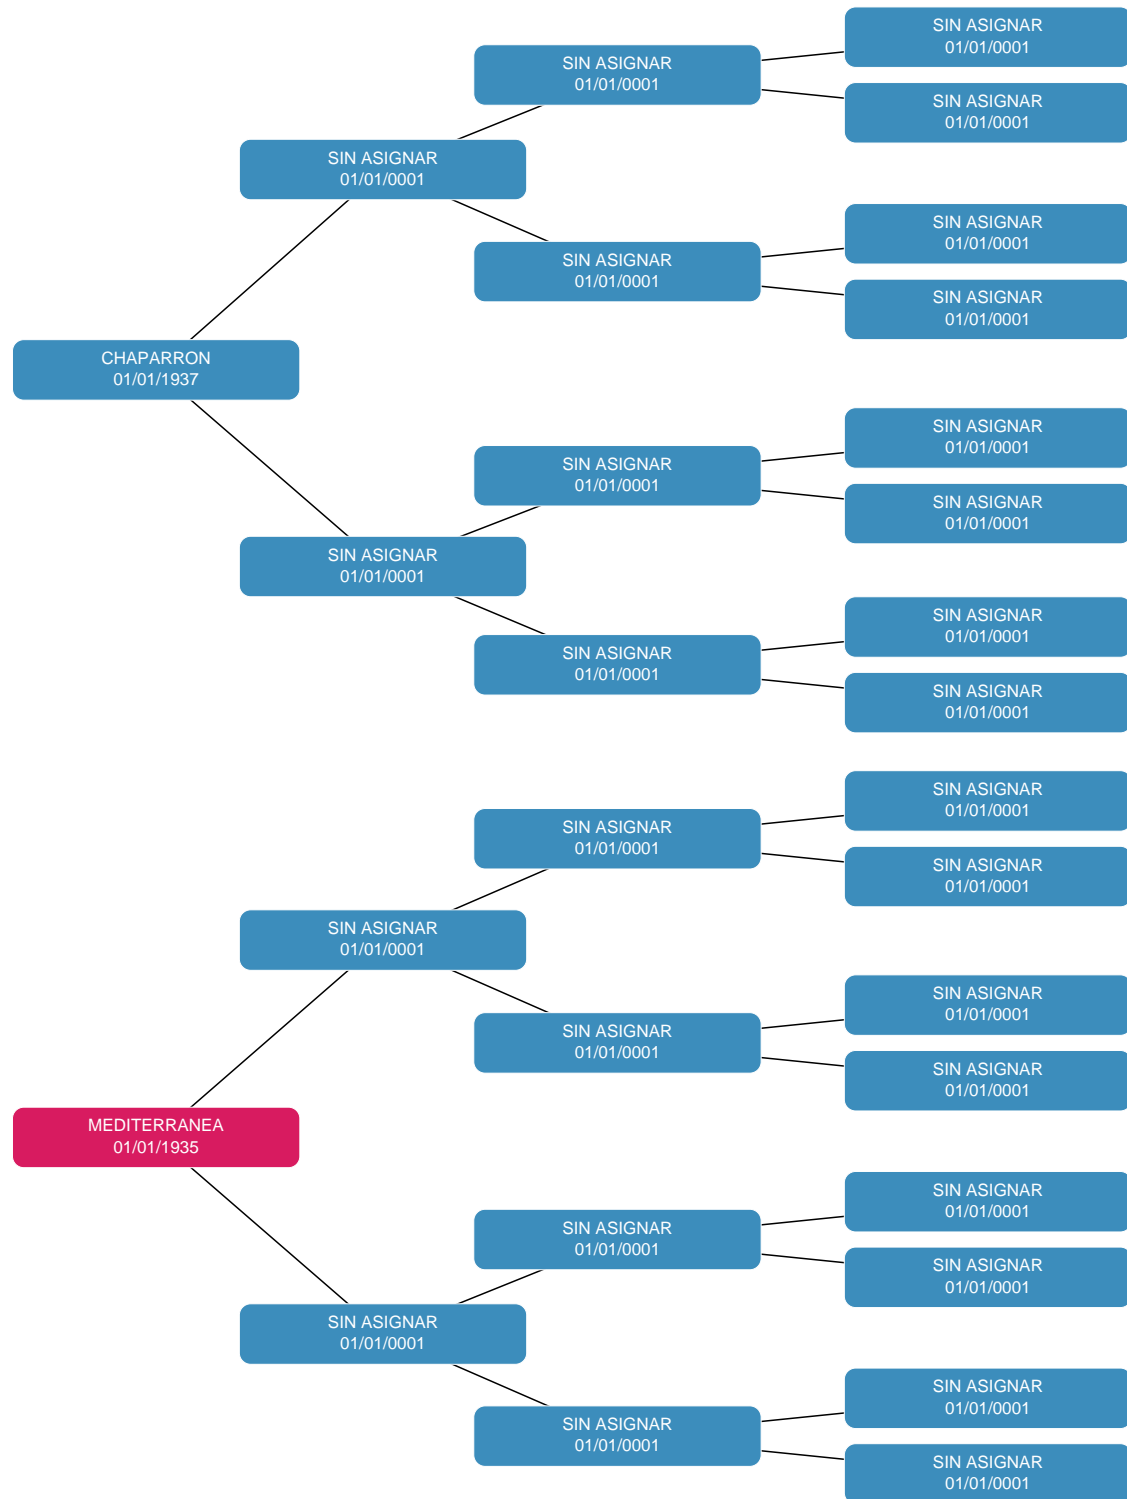 SIN ASIGNAR
01/01/0001
SIN ASIGNAR
01/01/0001
SIN ASIGNAR
01/01/0001
SIN ASIGNAR
01/01/0001
SIN ASIGNAR
01/01/0001
SIN ASIGNAR
01/01/0001
SIN ASIGNAR
01/01/0001
CHAPARRON
01/01/1937
SIN ASIGNAR
01/01/0001
SIN ASIGNAR
01/01/0001
SIN ASIGNAR
01/01/0001
SIN ASIGNAR
01/01/0001
SIN ASIGNAR
01/01/0001
SIN ASIGNAR
01/01/0001
SIN ASIGNAR
01/01/0001
SIN ASIGNAR
01/01/0001
SIN ASIGNAR
01/01/0001
SIN ASIGNAR
01/01/0001
SIN ASIGNAR
01/01/0001
SIN ASIGNAR
01/01/0001
SIN ASIGNAR
01/01/0001
SIN ASIGNAR
01/01/0001
MEDITERRANEA
01/01/1935
SIN ASIGNAR
01/01/0001
SIN ASIGNAR
01/01/0001
SIN ASIGNAR
01/01/0001
SIN ASIGNAR
01/01/0001
SIN ASIGNAR
01/01/0001
SIN ASIGNAR
01/01/0001
SIN ASIGNAR
01/01/0001